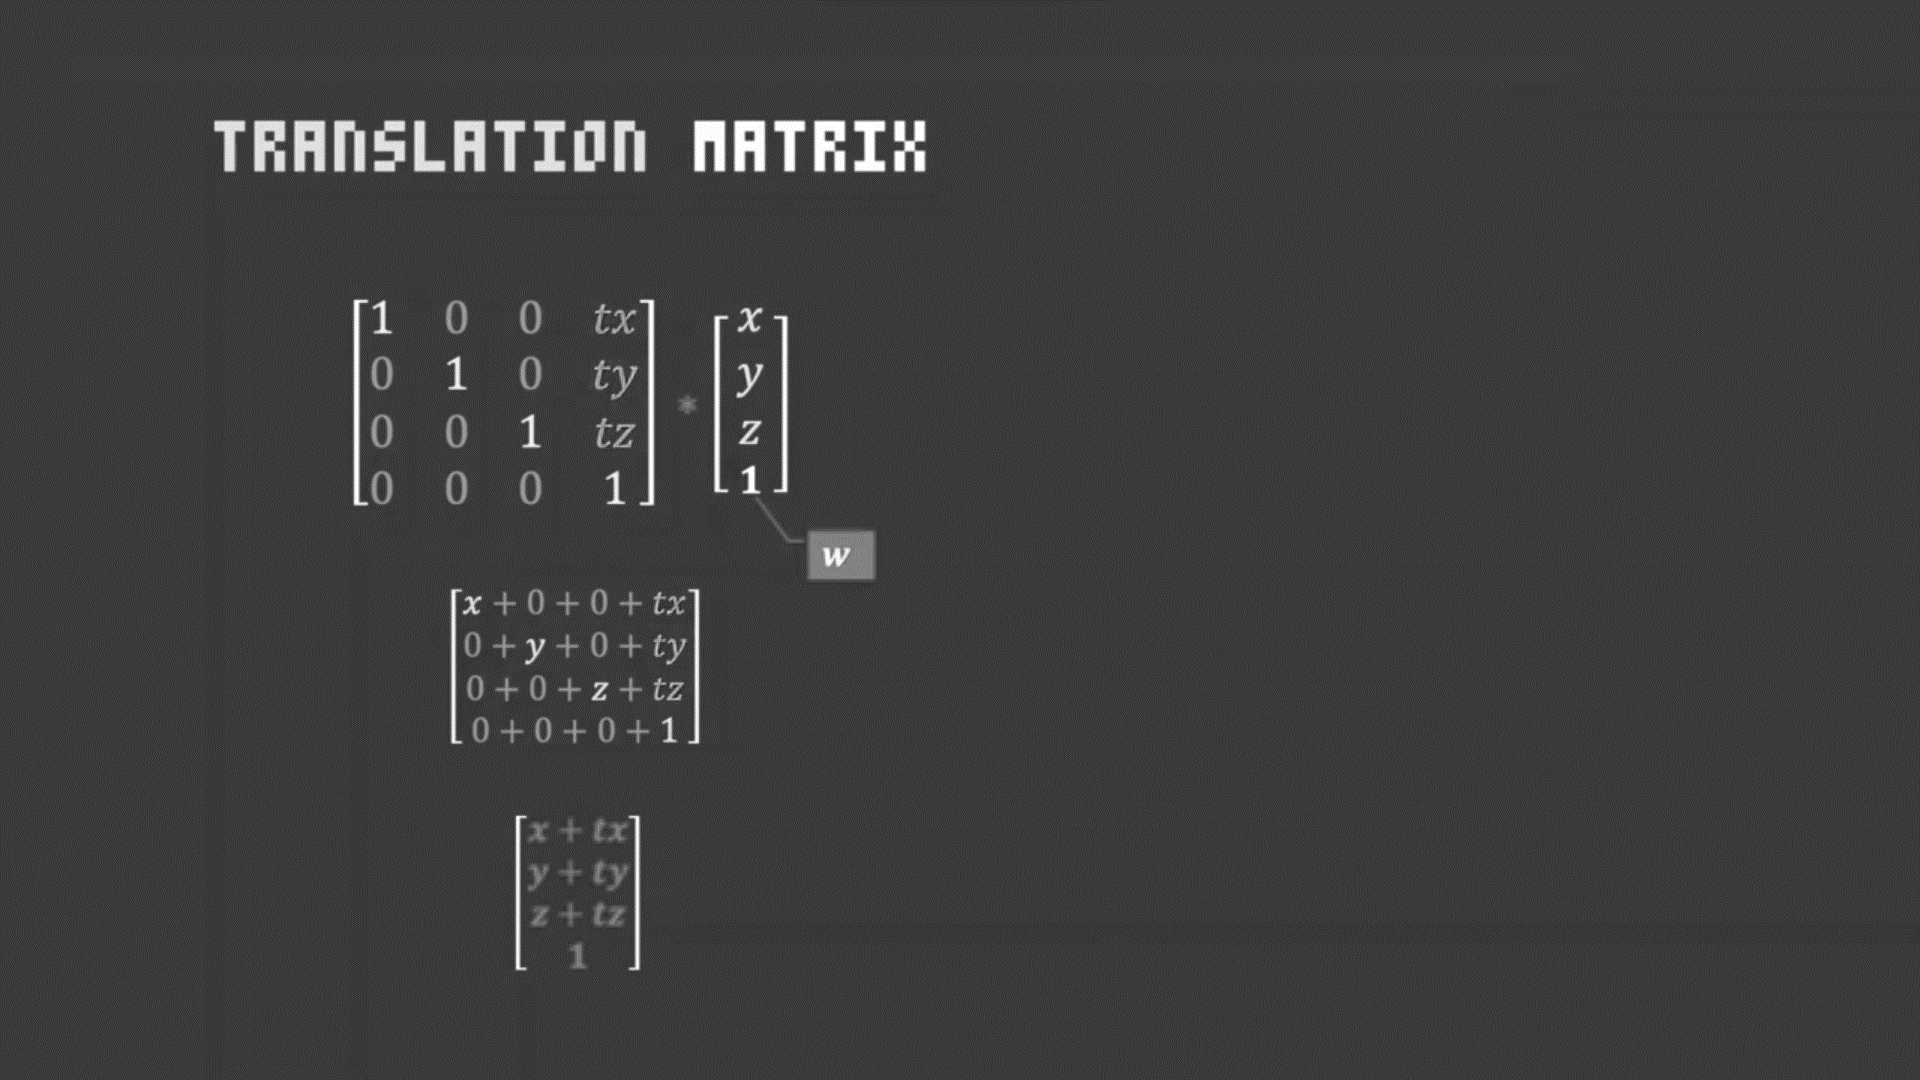 TRANSLATION MATRIX
1 0 0 tx
0 1 0 ty
0 0 1 tz
0 0 0 1
*
x
y
z
1
w
x + 0 + 0 + tx
0 + y + 0 + ty
0 + 0 + z + tz
0 + 0 + 0 + 1
x + tx
y + ty
z + tz
1